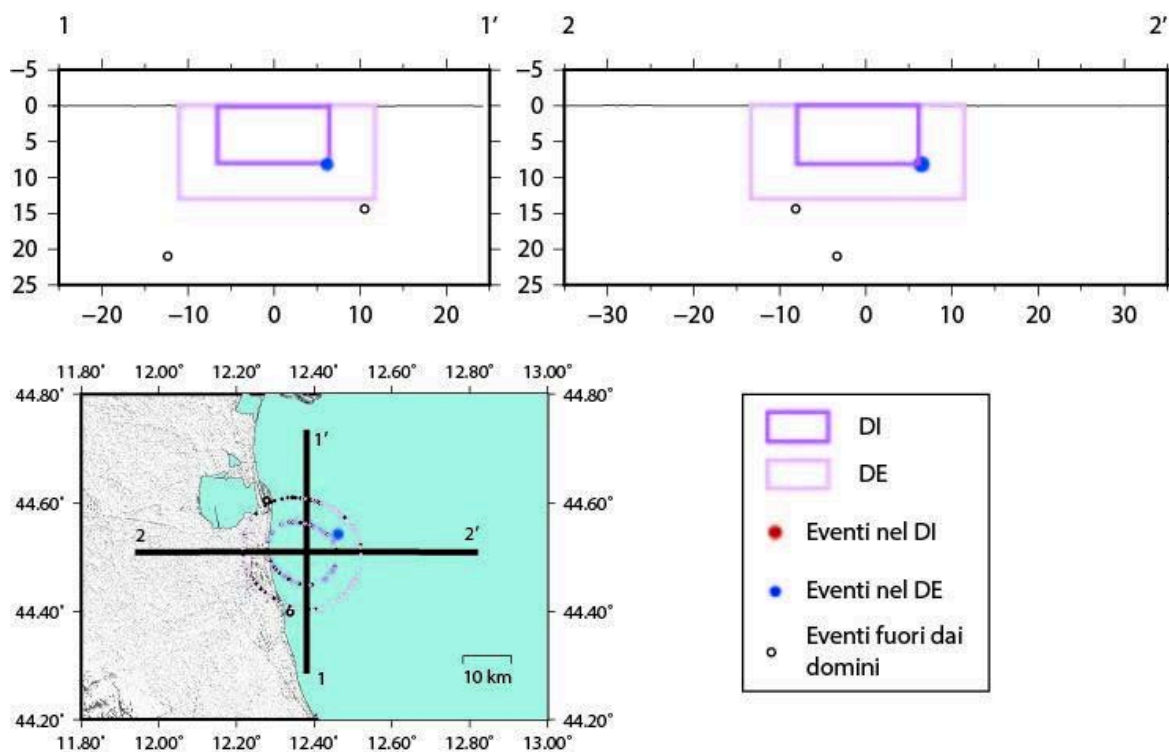 1 1’ 2 2’
−5 −5
0 0
5 5
10 10
15 15
20 20
25 25
−20 −10 0 10 20 −30 −20 −10 0 10 20 30
11.80° 12.00° 12.20° 12.40° 12.60° 12.80° 13.00°
44.80° 44.80°
1’
44.60° 44.60°
2 2’
44.40° 44.40°
1
10 km
44.20° 44.20°
11.80° 12.00° 12.20° 12.40° 12.60° 12.80° 13.00°
DI
DE
Eventi nel DI
Eventi nel DE
Eventi fuori dai
domini